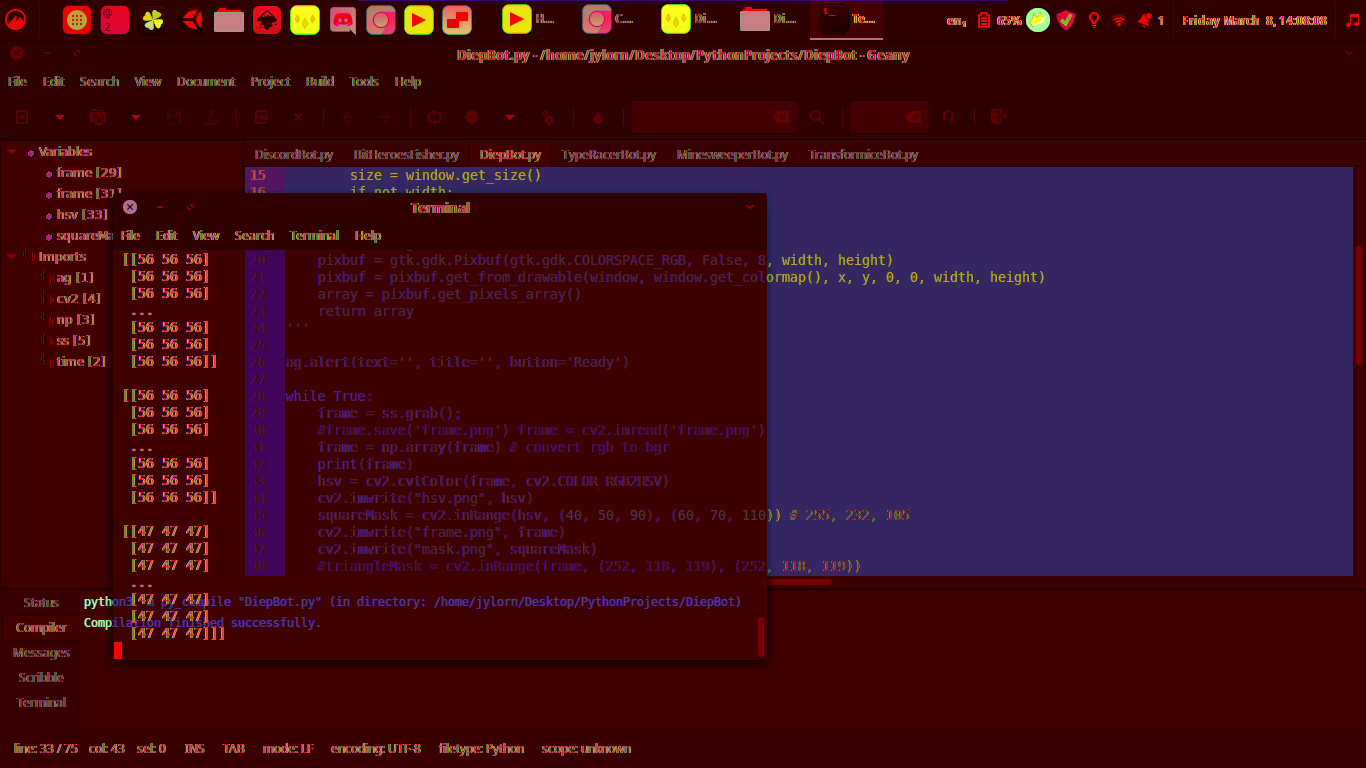 @
2
H...
C...
Di...
Di...
Te...
en1
65%
1
Friday March 8, 14:08:08
DiepBot.py - /home/jylorn/Desktop/PythonProjects/DiepBot - Geany
File Edit Search View Document Project Build Tools Help
Variables
frame [29]
frame [31]
hsv [33]
squareMa
Imports
ag [1]
cv2 [4]
np [3]
ss [5]
time [2]
DiscordBot.py BitHeroesFisher.py DiepBot.py TypeRacerBot.py MinesweeperBot.py TransformiceBot.py
15 size = window.get_size()
16 if not width:
20 pixbuf = gtk.gdk.Pixbuf(gtk.gdk.COLORSPACE_RGB, False, 8, width, height)
21 pixbuf = pixbuf.get_from_drawable(window, window.get_colormap(), x, y, 0, 0, width, height)
22 array = pixbuf.get_pixels_array()
23 return array
24 '''
25
26 ag.alert(text='', title='', button='Ready')
27
28 while True:
29 frame = ss.grab();
30 #frame.save('frame.png') frame = cv2.imread('frame.png')
31 frame = np.array(frame) # convert rgb to bgr
32 print(frame)
33 hsv = cv2.cvtColor(frame, cv2.COLOR_RGB2HSV)
34 cv2.imwrite("hsv.png", hsv)
35 squareMask = cv2.inRange(hsv, (40, 50, 90), (60, 70, 110)) # 255, 232, 105
36 cv2.imwrite("frame.png", frame)
37 cv2.imwrite("mask.png", squareMask)
38 #triangleMask = cv2.inRange(frame, (252, 118, 119), (252, 118, 119))
Terminal
File Edit View Search Terminal Help
[[56 56 56]
[56 56 56]
[56 56 56]
...
[56 56 56]
[56 56 56]
[56 56 56]]
[[56 56 56]
[56 56 56]
[56 56 56]
...
[56 56 56]
[56 56 56]
[56 56 56]]
[[47 47 47]
[47 47 47]
[47 47 47]
...
[47 47 47]
[47 47 47]
[47 47 47]]]
Status
Compiler
Messages
Scribble
Terminal
python3 -m py_compile "DiepBot.py" (in directory: /home/jylorn/Desktop/PythonProjects/DiepBot)
Compilation finished successfully.
line: 33 / 75 col: 43 sel: 0 INS TAB mode: LF encoding: UTF-8 filetype: Python scope: unknown